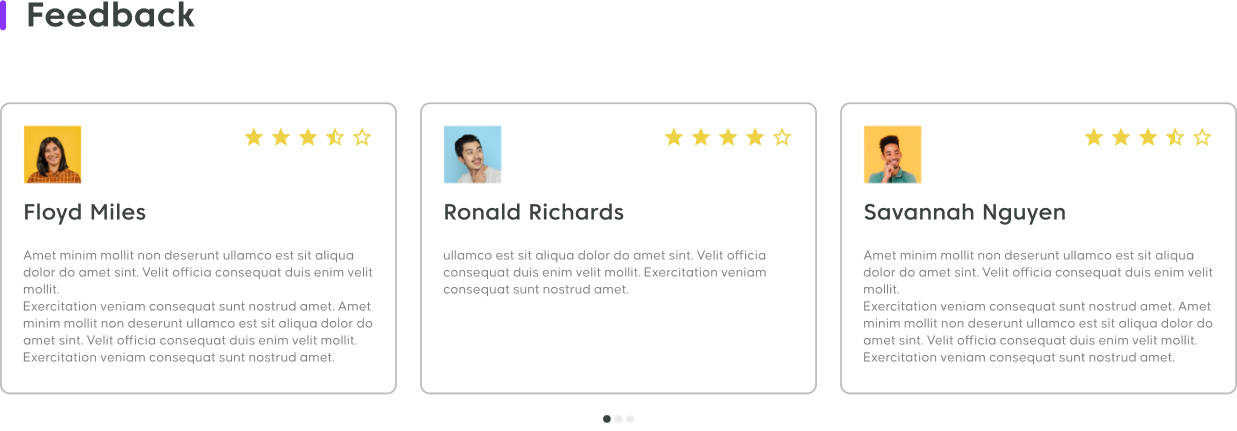 Feedback
Floyd Miles
Amet minim mollit non deserunt ullamco est sit aliqua
dolor do amet sint. Velit officia consequat duis enim velit
mollit.
Exercitation veniam consequat sunt nostrud amet. Amet
minim mollit non deserunt ullamco est sit aliqua dolor do
amet sint. Velit officia consequat duis enim velit mollit.
Exercitation veniam consequat sunt nostrud amet.
Ronald Richards
ullamco est sit aliqua dolor do amet sint. Velit officia
consequat duis enim velit mollit. Exercitation veniam
consequat sunt nostrud amet.
Savannah Nguyen
Amet minim mollit non deserunt ullamco est sit aliqua
dolor do amet sint. Velit officia consequat duis enim velit
mollit.
Exercitation veniam consequat sunt nostrud amet. Amet
minim mollit non deserunt ullamco est sit aliqua dolor do
amet sint. Velit officia consequat duis enim velit mollit.
Exercitation veniam consequat sunt nostrud amet.